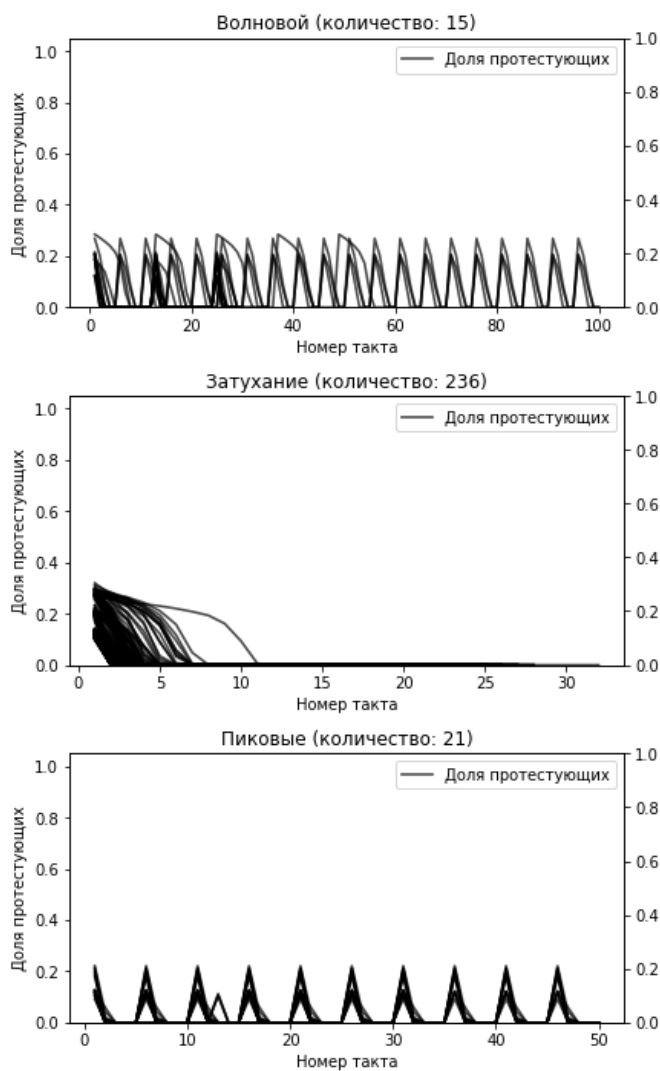 Волновой (количество: 15)
Доля протестующих
1.0
0.8
0.6
0.4
0.2
0.0
Доля протестующих
1.0
0.8
0.6
0.4
0.2
0.0
0 20 40 60 80 100
Номер такта
Затухание (количество: 236)
Доля протестующих
1.0
0.8
0.6
0.4
0.2
0.0
Доля протестующих
1.0
0.8
0.6
0.4
0.2
0.0
0 5 10 15 20 25 30
Номер такта
Пиковые (количество: 21)
Доля протестующих
1.0
0.8
0.6
0.4
0.2
0.0
Доля протестующих
1.0
0.8
0.6
0.4
0.2
0.0
0 10 20 30 40 50
Номер такта